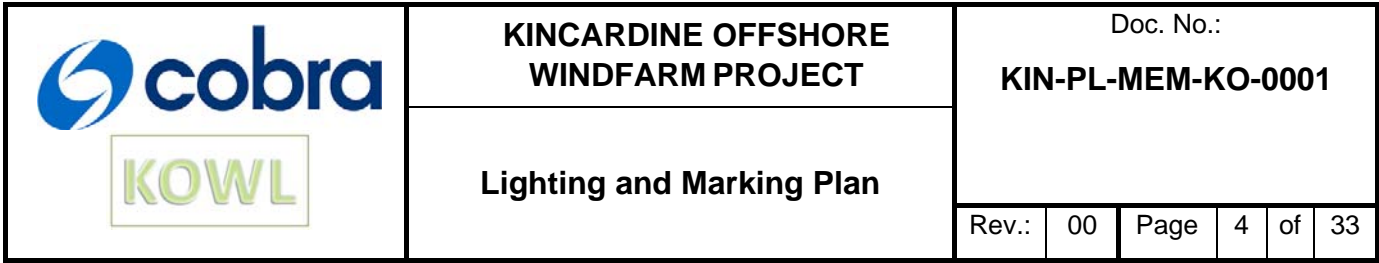 cobra
KOWL
KINCARDINE OFFSHORE
WINDFARM PROJECT
Lighting and Marking Plan
Doc. No.:
KIN-PL-MEM-KO-0001
Rev.: 00 Page 4 of 33